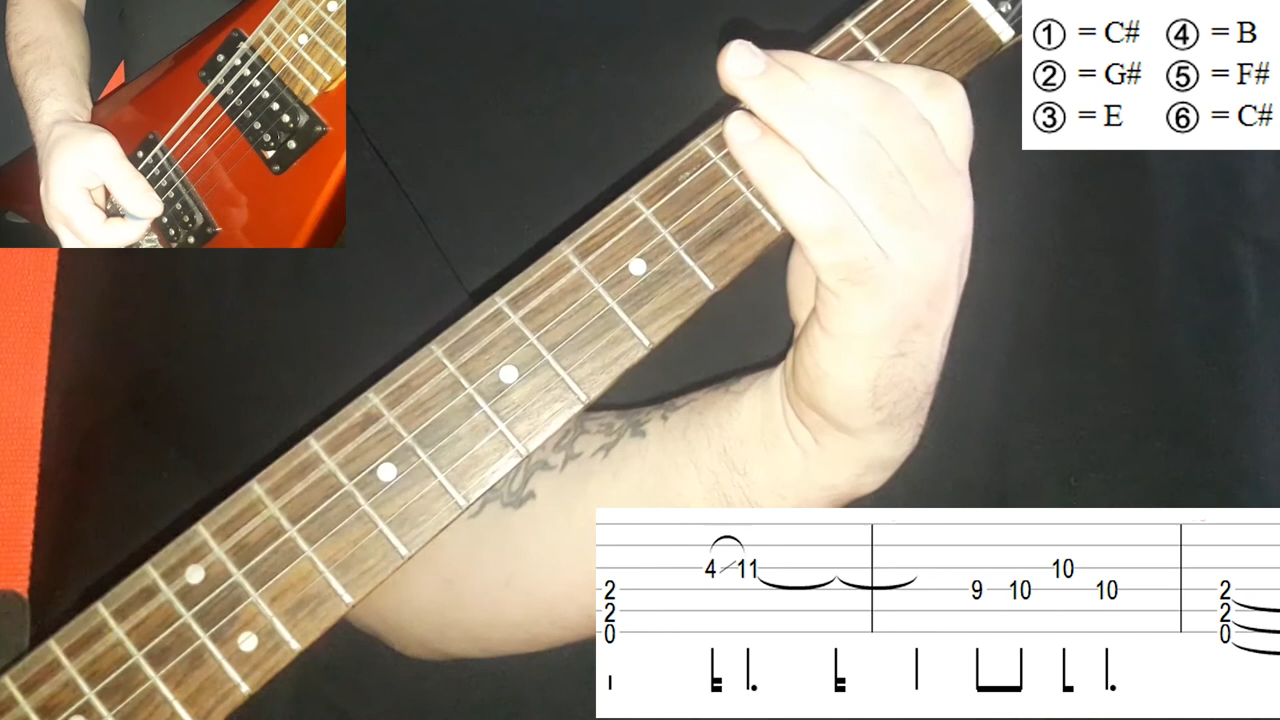 ① = C# ④ = B
② = G# ⑤ = F#
③ = E ⑥ = C#
4 11 10
2 9 10 10 2
2 2
0 0